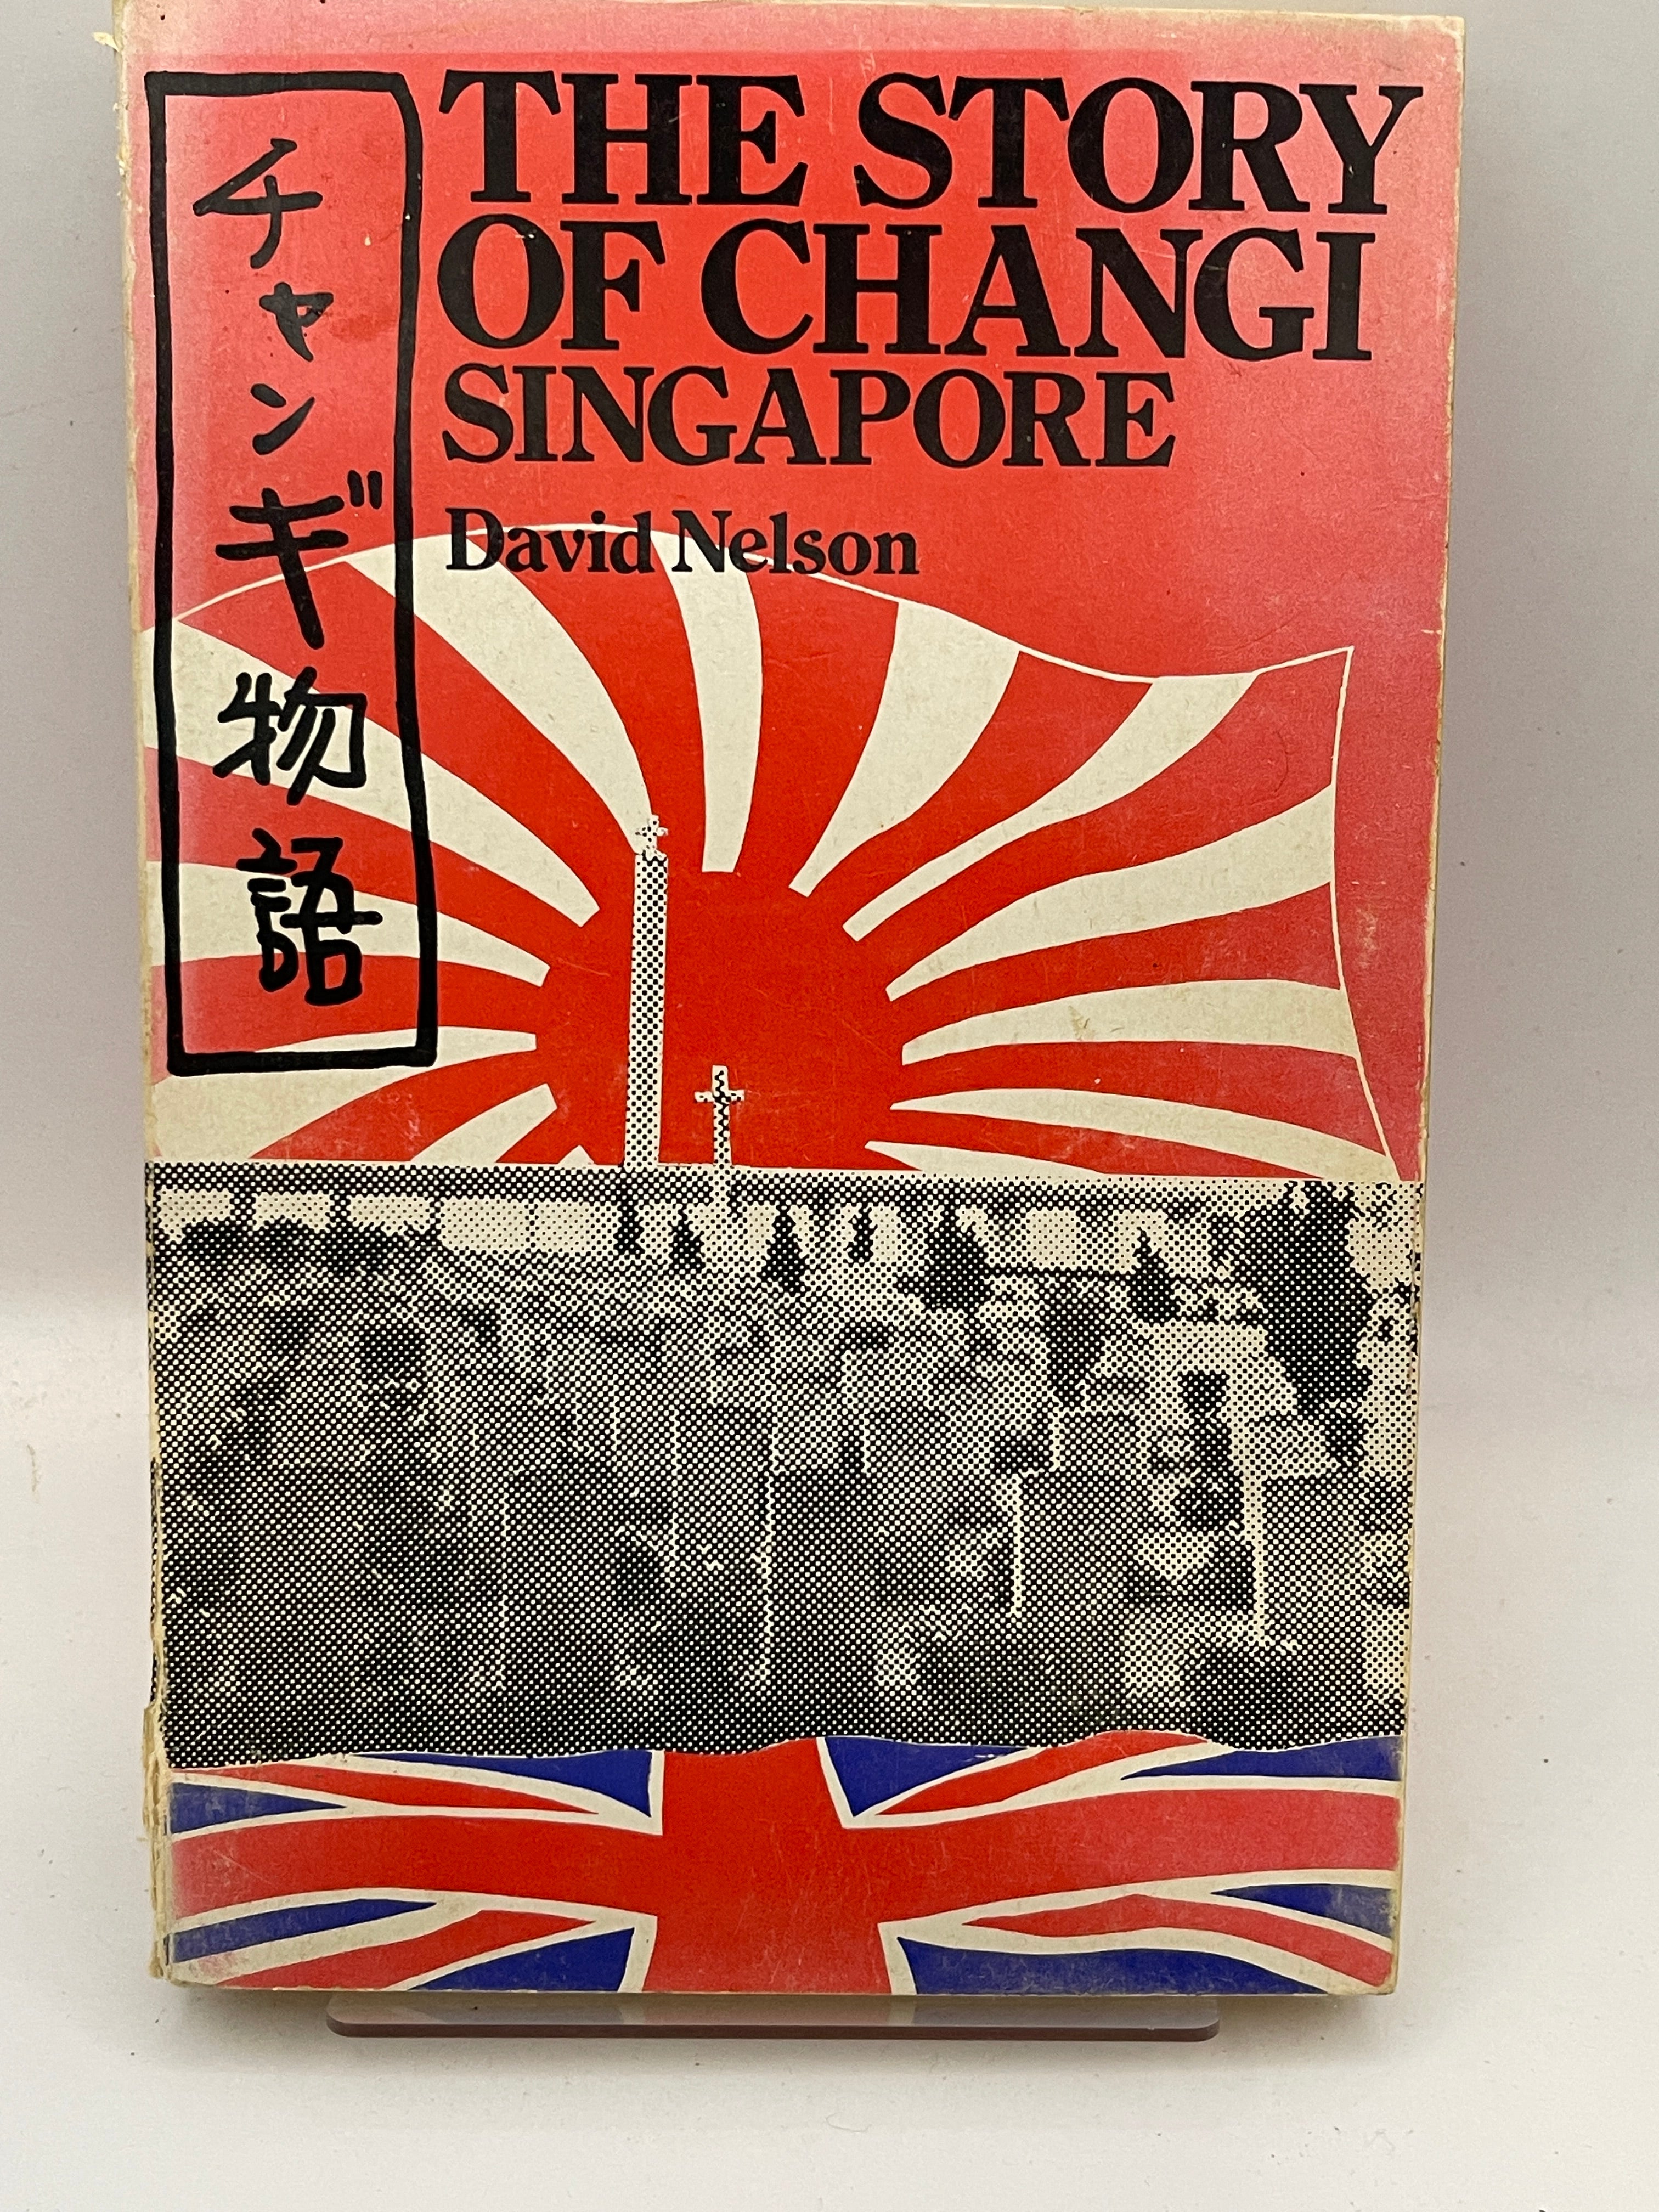 チャンギ物語
THE STORY
OF CHANGI
SINGAPORE
David Nelson